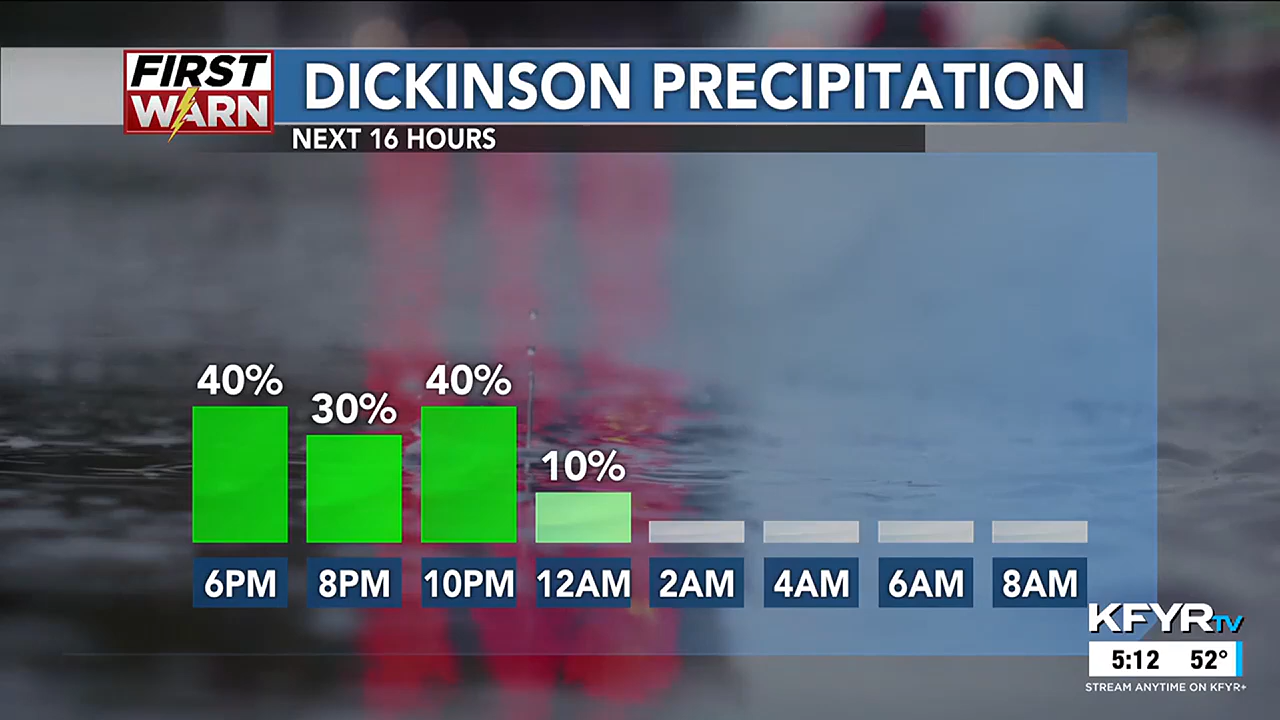 FIRST
WARN
DICKINSON PRECIPITATION
NEXT 16 HOURS
40%
30%
40%
10%
6PM
8PM
10PM
12AM
2AM
4AM
6AM
8AM
KFYRTV
5:12 52°
STREAM ANYTIME ON KFYR+